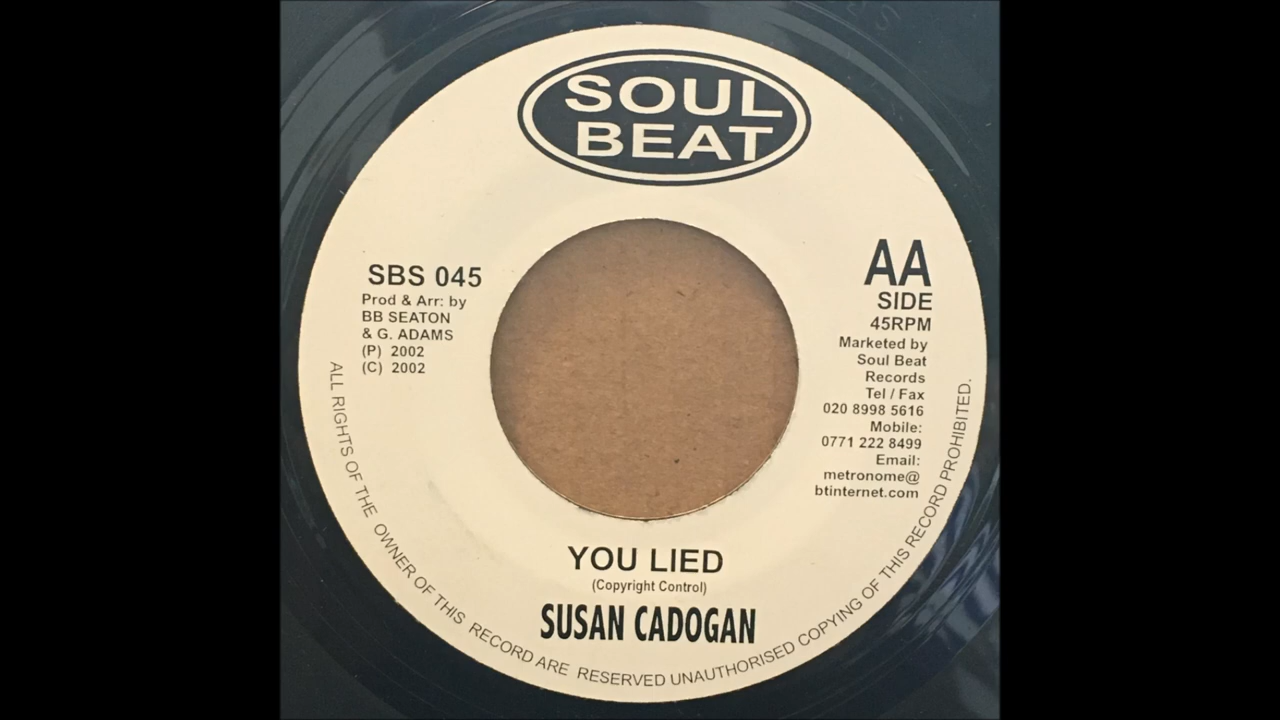 SOUL
BEAT
SBS 045
Prod & Arr: by
BB SEATON
& G. ADAMS
(P) 2002
(C) 2002
AA
SIDE
45RPM
Marketed by
Soul Beat
Records
Tel / Fax
020 8998 5616
Mobile:
0771 222 8499
Email:
metronome@
btinternet.com
YOU LIED
(Copyright Control)
SUSAN CADOGAN
ALL RIGHTS OF THE OWNER OF THIS RECORD ARE RESERVED UNAUTHORISED COPYING OF THIS RECORD PROHIBITED.